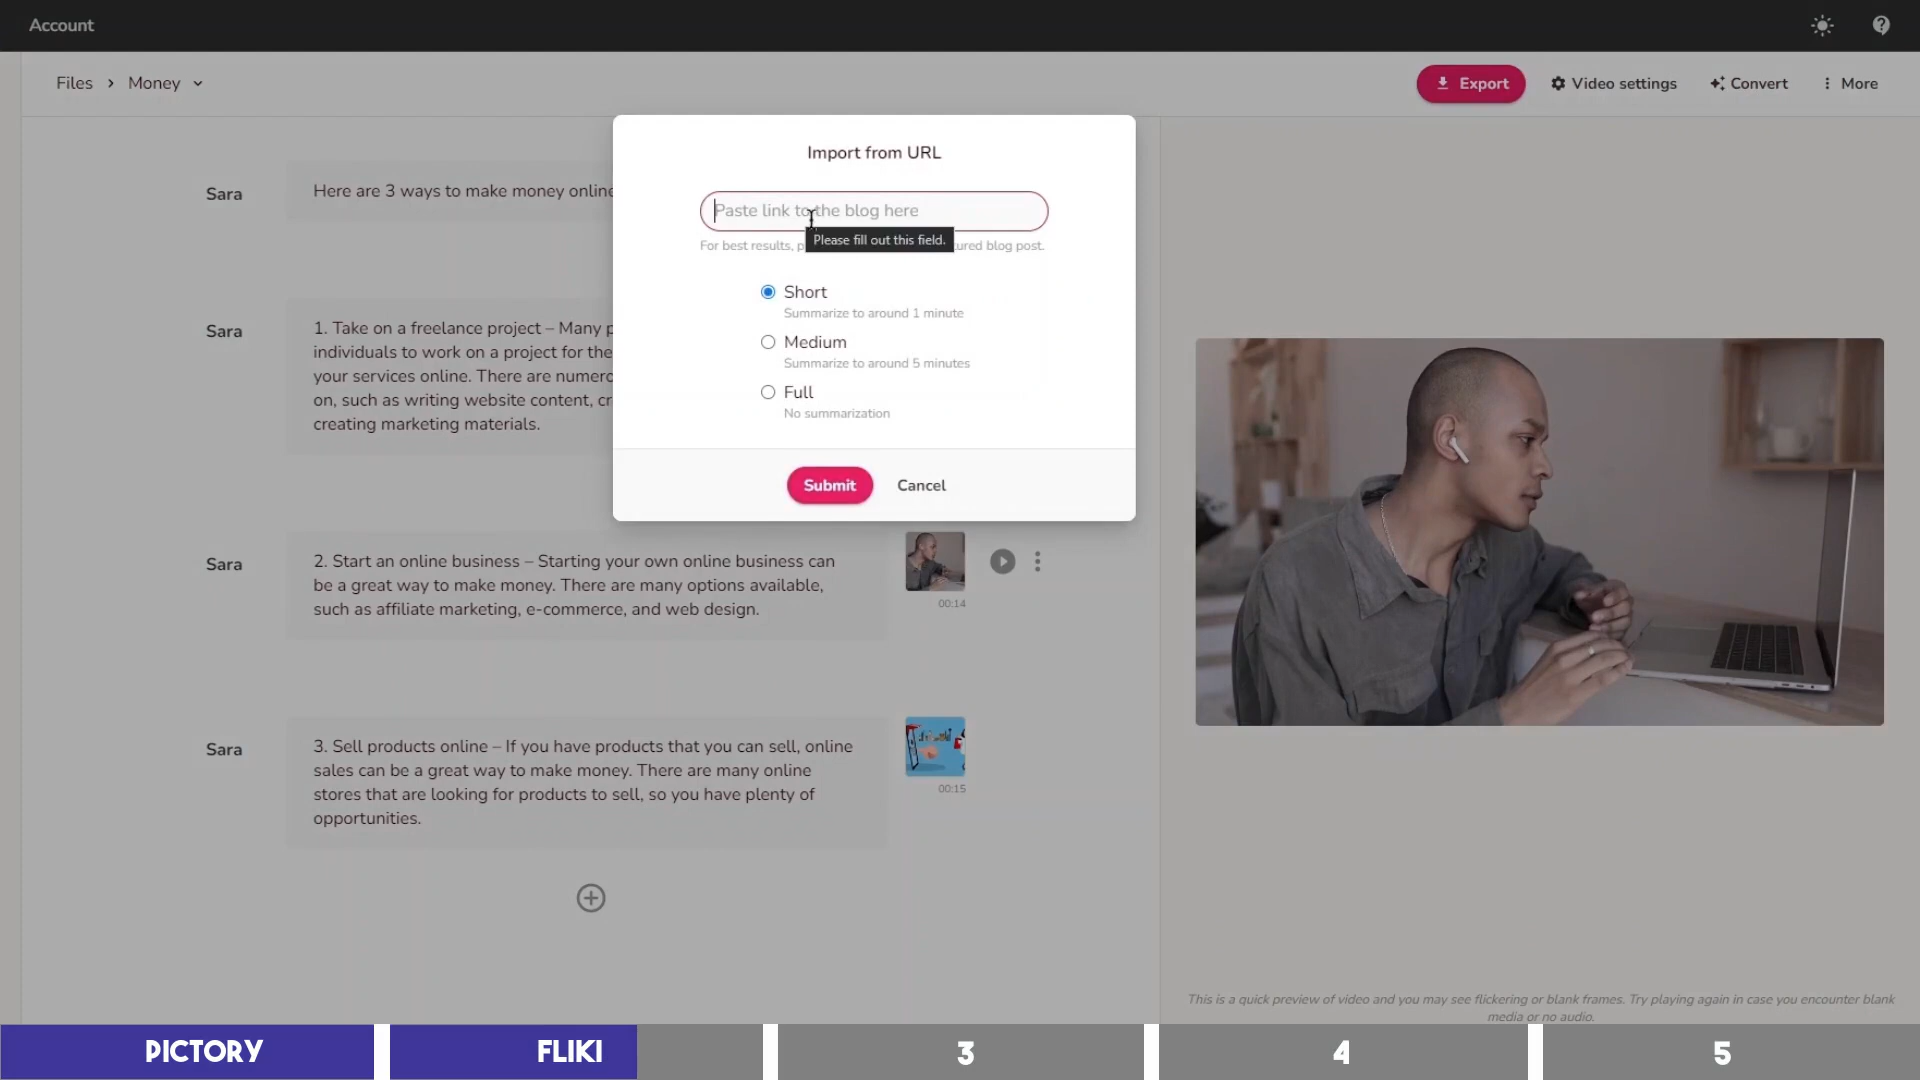 Account
Files > Money
Export
Video settings
Convert
More
Import from URL
Paste link to the blog here
For best results, p
Please fill out this field.
ured blog post.
Short
Summarize to around 1 minute
Medium
Summarize to around 5 minutes
Full
No summarization
Submit
Cancel
Sara
Here are 3 ways to make money online
Sara
1. Take on a freelance project – Many p
individuals to work on a project for the
your services online. There are numero
on, such as writing website content, cr
creating marketing materials.
Sara
2. Start an online business – Starting your own online business can
be a great way to make money. There are many options available,
such as affiliate marketing, e-commerce, and web design.
00:14
Sara
3. Sell products online – If you have products that you can sell, online
sales can be a great way to make money. There are many online
stores that are looking for products to sell, so you have plenty of
opportunities.
00:15
This is a quick preview of video and you may see flickering or blank frames. Try playing again in case you encounter blank
media or no audio.
PICTORY
FLIKI
3
4
5